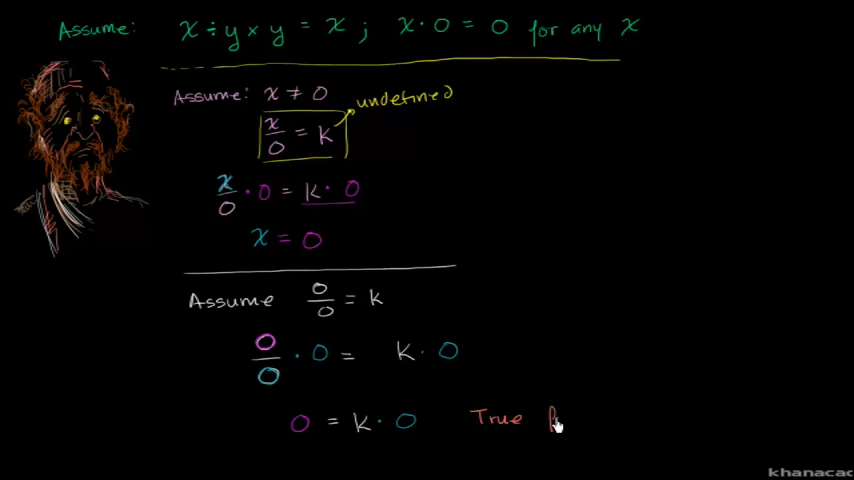 Assume: x ÷ y × y = x ; x · 0 = 0 for any x
Assume: x ≠ 0
x/0 = k undefined
x/0 · 0 = k · 0
x = 0
Assume 0/0 = k
0/0 · 0 = k · 0
0 = k · 0 True
khanacac